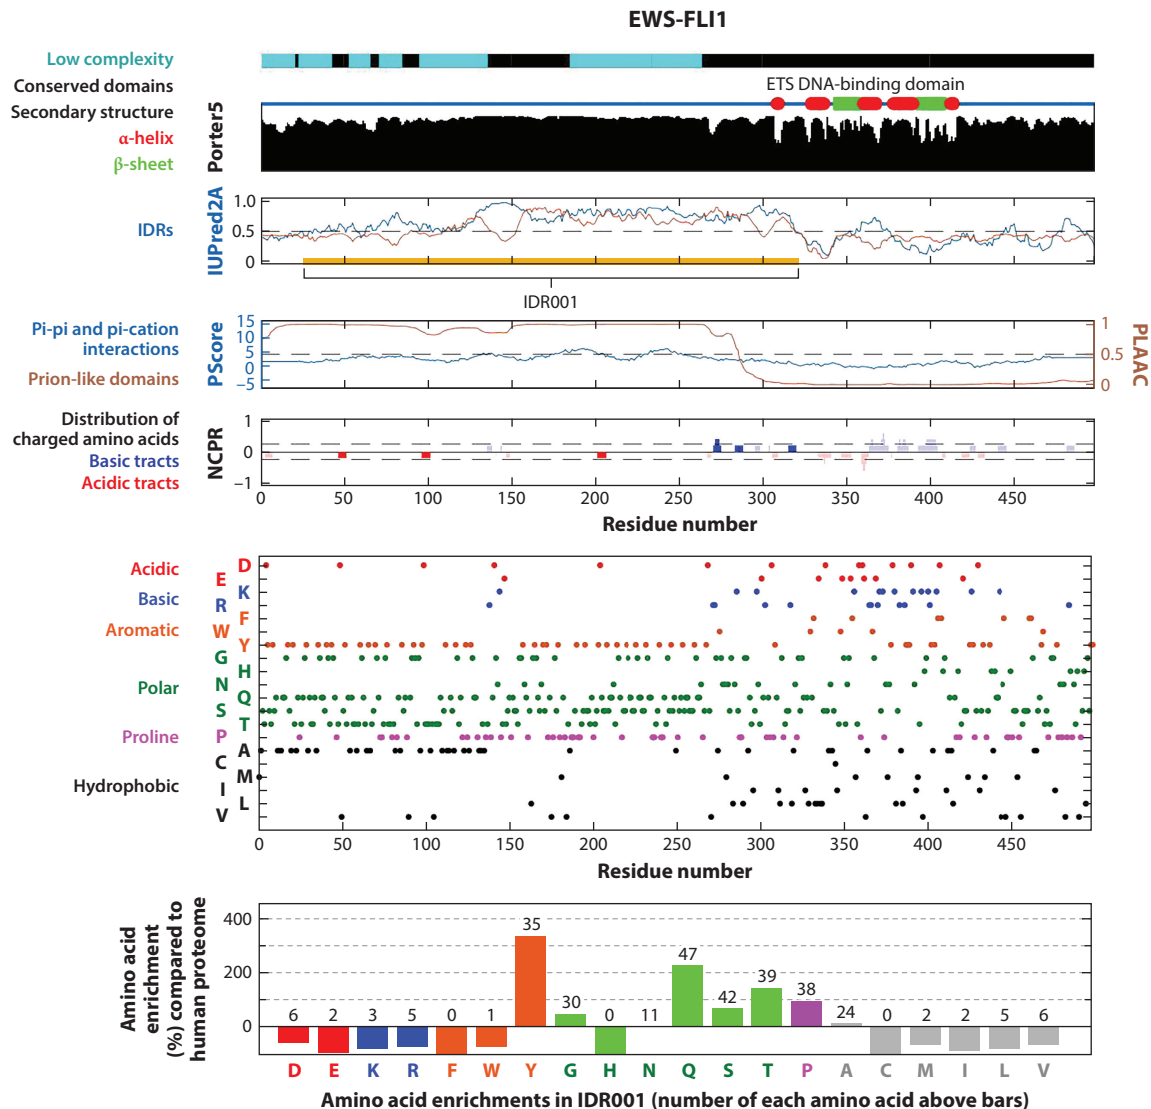 EWS-FLI1
Low complexity
Conserved domains
ETS DNA-binding domain
Secondary structure
α-helix
β-sheet
Porter5
IDRs
IUPred2A
1.0
0.5
0
IDR001
Pi-pi and pi-cation
interactions
Prion-like domains
PScore
15
10
5
0
−5
1
0.5
0
PLAAC
Distribution of
charged amino acids
Basic tracts
Acidic tracts
NCPR
1
0
−1
0 50 100 150 200 250 300 350 400 450
Residue number
Acidic
Basic
Aromatic
Polar
Proline
Hydrophobic
D
E
K
R
F
W
Y
G
H
N
Q
S
T
P
A
C
M
I
L
V
0 50 100 150 200 250 300 350 400 450
Residue number
Amino acid
enrichment
(%) compared to
human proteome
400
200
0
6 2 3 5 0 1 35 30 0 11 47 42 39 38 24 0 2 2 5 6
D E K R F W Y G H N Q S T P A C M I L V
Amino acid enrichments in IDR001 (number of each amino acid above bars)